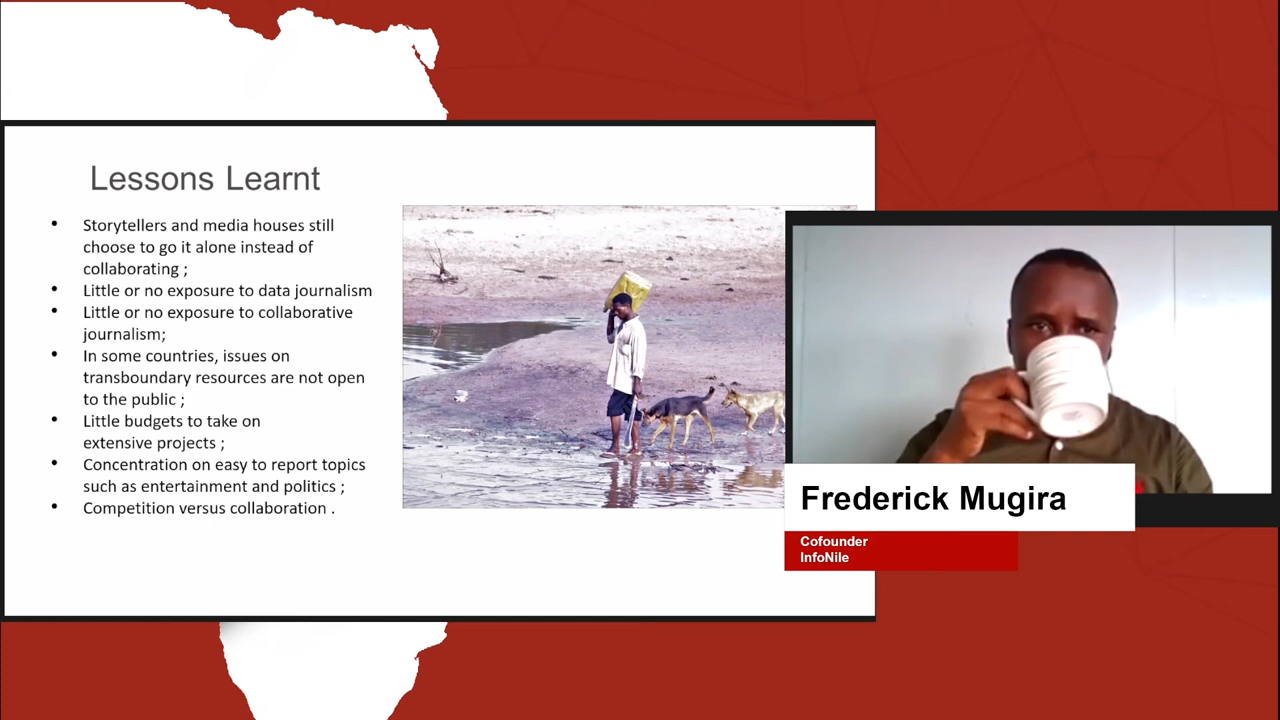 Lessons Learnt
• Storytellers and media houses still
choose to go it alone instead of
collaborating ;
• Little or no exposure to data journalism
• Little or no exposure to collaborative
journalism;
• In some countries, issues on
transboundary resources are not open
to the public ;
• Little budgets to take on
extensive projects ;
• Concentration on easy to report topics
such as entertainment and politics ;
• Competition versus collaboration .
Frederick Mugira
Cofounder
InfoNile